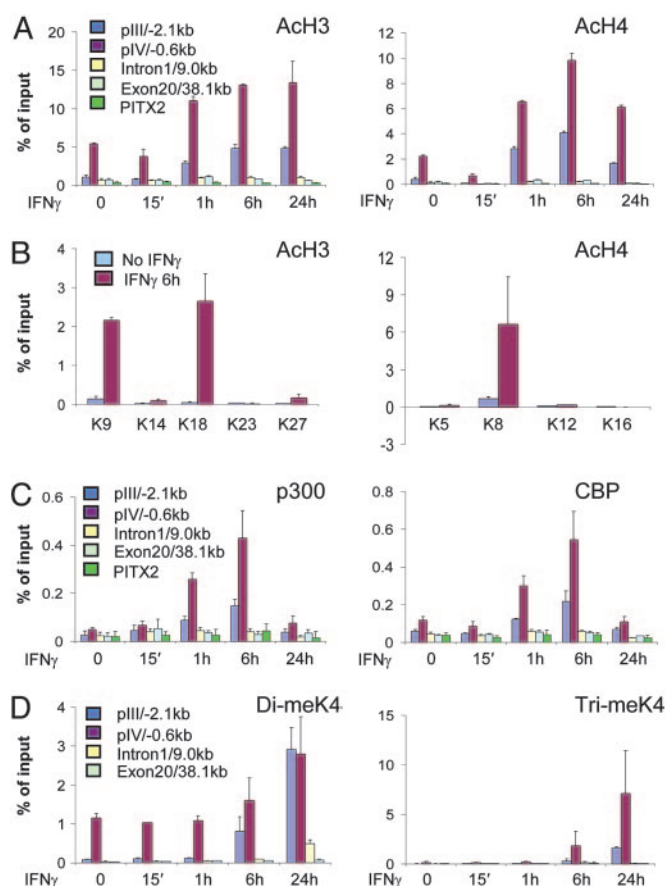 A
AcH3
AcH4
pIII/-2.1kb
pIV/-0.6kb
Intron1/9.0kb
Exon20/38.1kb
PITX2
% of input
20
15
10
5
0
12
10
8
6
4
2
0
IFNγ 0 15′ 1h 6h 24h
IFNγ 0 15′ 1h 6h 24h
B
AcH3
AcH4
No IFNγ
IFNγ 6h
% of input
4
3
2
1
0
12
9
6
3
0
-3
K9 K14 K18 K23 K27
K5 K8 K12 K16
C
p300
CBP
pIII/-2.1kb
pIV/-0.6kb
Intron1/9.0kb
Exon20/38.1kb
PITX2
% of input
0.6
0.4
0.2
0
0.8
0.6
0.4
0.2
0
IFNγ 0 15′ 1h 6h 24h
IFNγ 0 15′ 1h 6h 24h
D
Di-meK4
Tri-meK4
pIII/-2.1kb
pIV/-0.6kb
Intron1/9.0kb
Exon20/38.1kb
% of input
4
3
2
1
0
15
10
5
0
IFNγ 0 15′ 1h 6h 24h
IFNγ 0 15′ 1h 6h 24h